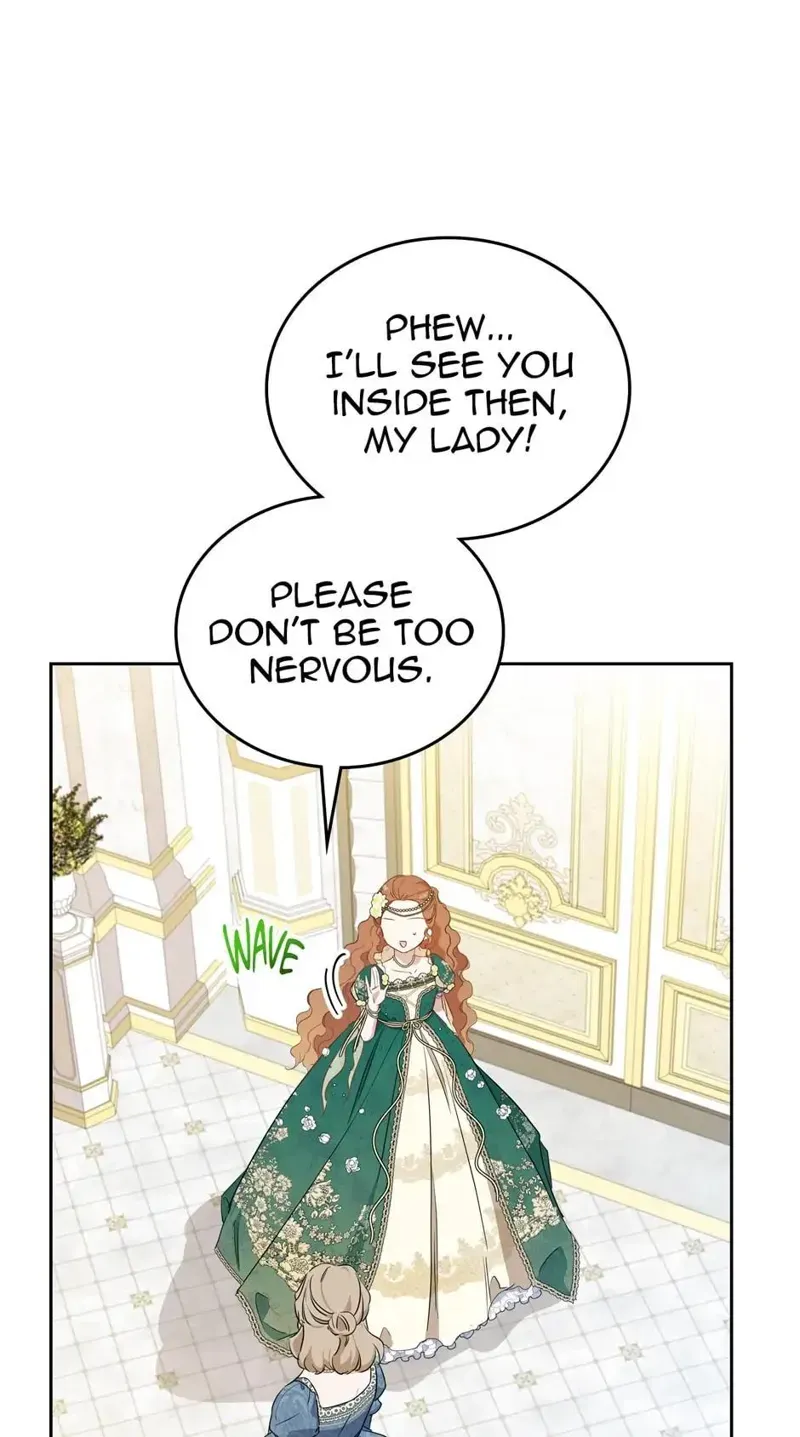 PHEW...
I'LL SEE YOU
INSIDE THEN,
MY LADY!
PLEASE
DON'T BE TOO
NERVOUS.
WAVE